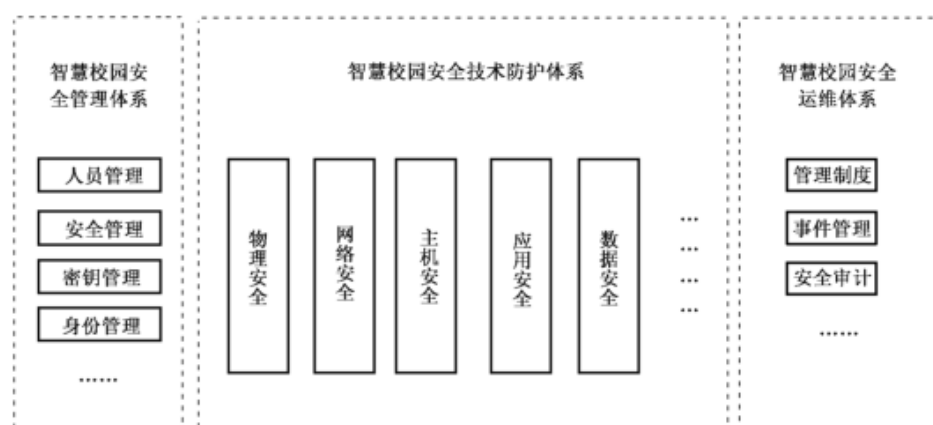 智慧校园安
全管理体系
人员管理
安全管理
密钥管理
身份管理
……
智慧校园安全技术防护体系
物理安全
网络安全
主机安全
应用安全
数据安全
…
…
…
…
智慧校园安全
运维体系
管理制度
事件管理
安全审计
……